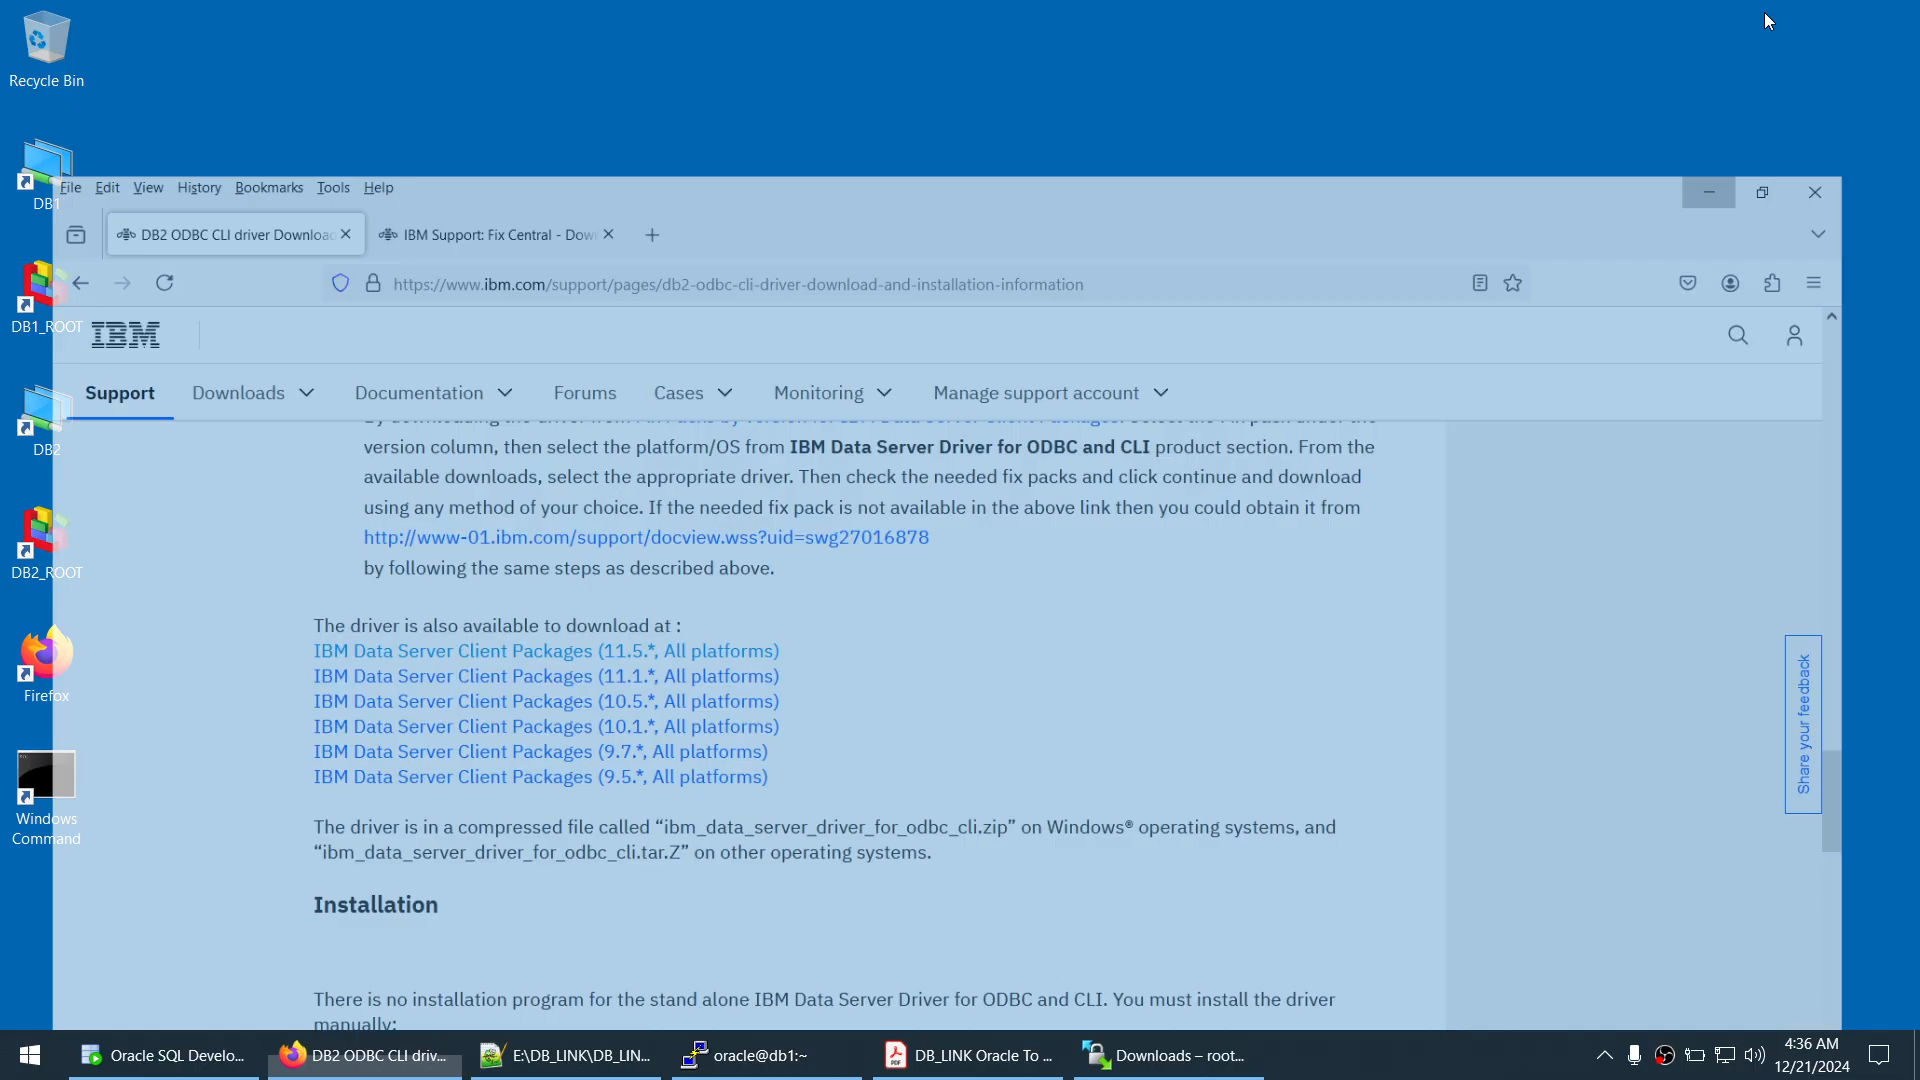 Recycle Bin
DB1
DB1_ROOT
DB2
DB2_ROOT
Firefox
Windows
Command
File Edit View History Bookmarks Tools Help
DB2 ODBC CLI driver Download
IBM Support: Fix Central - Dow
https://www.ibm.com/support/pages/db2-odbc-cli-driver-download-and-installation-information
IBM
Support Downloads Documentation Forums Cases Monitoring Manage support account
version column, then select the platform/OS from IBM Data Server Driver for ODBC and CLI product section. From the
available downloads, select the appropriate driver. Then check the needed fix packs and click continue and download
using any method of your choice. If the needed fix pack is not available in the above link then you could obtain it from
http://www-01.ibm.com/support/docview.wss?uid=swg27016878
by following the same steps as described above.
The driver is also available to download at :
IBM Data Server Client Packages (11.5.*, All platforms)
IBM Data Server Client Packages (11.1.*, All platforms)
IBM Data Server Client Packages (10.5.*, All platforms)
IBM Data Server Client Packages (10.1.*, All platforms)
IBM Data Server Client Packages (9.7.*, All platforms)
IBM Data Server Client Packages (9.5.*, All platforms)
The driver is in a compressed file called “ibm_data_server_driver_for_odbc_cli.zip” on Windows® operating systems, and
“ibm_data_server_driver_for_odbc_cli.tar.Z” on other operating systems.
Installation
There is no installation program for the stand alone IBM Data Server Driver for ODBC and CLI. You must install the driver
manually:
Share your feedback
Oracle SQL Develo...
DB2 ODBC CLI driv...
E:\DB_LINK\DB_LIN...
oracle@db1:~
DB_LINK Oracle To ...
Downloads – root...
4:36 AM
12/21/2024